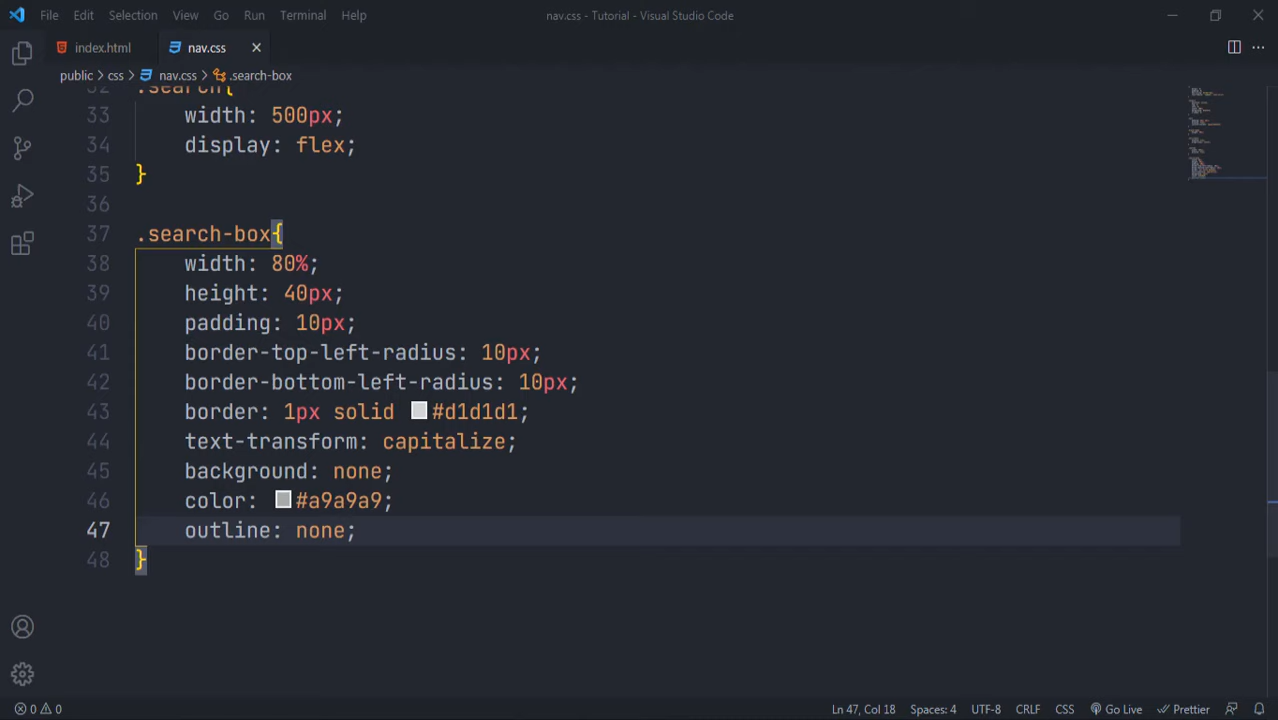 File Edit Selection View Go Run Terminal Help nav.css - Tutorial - Visual Studio Code
index.html nav.css
public > css > nav.css > .search-box
32 .search{
33 width: 500px;
34 display: flex;
35 }
36
37 .search-box{
38 width: 80%;
39 height: 40px;
40 padding: 10px;
41 border-top-left-radius: 10px;
42 border-bottom-left-radius: 10px;
43 border: 1px solid #d1d1d1;
44 text-transform: capitalize;
45 background: none;
46 color: #a9a9a9;
47 outline: none;
48 }
0 0 Ln 47, Col 18 Spaces: 4 UTF-8 CRLF CSS Go Live Prettier